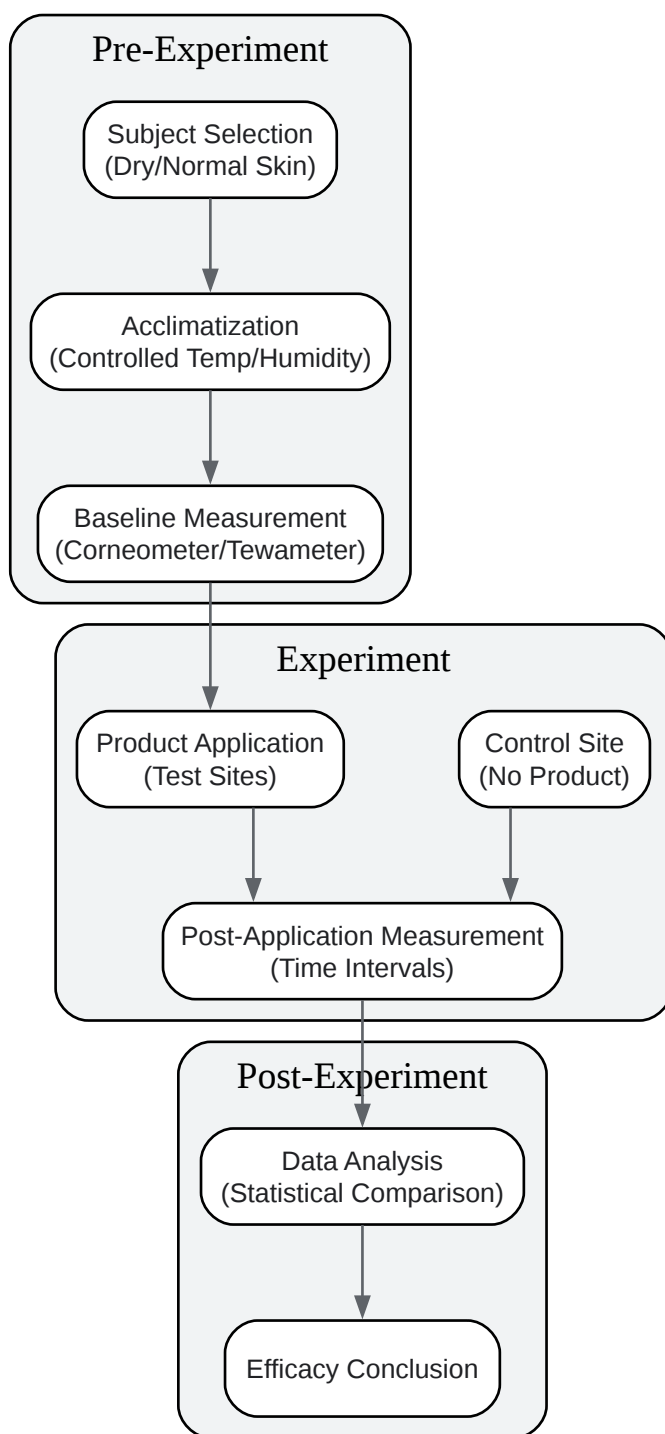 Pre-Experiment
Subject Selection
(Dry/Normal Skin)
Acclimatization
(Controlled Temp/Humidity)
Baseline Measurement
(Corneometer/Tewameter)
Experiment
Product Application
(Test Sites)
Control Site
(No Product)
Post-Application Measurement
(Time Intervals)
Post-Experiment
Data Analysis
(Statistical Comparison)
Efficacy Conclusion